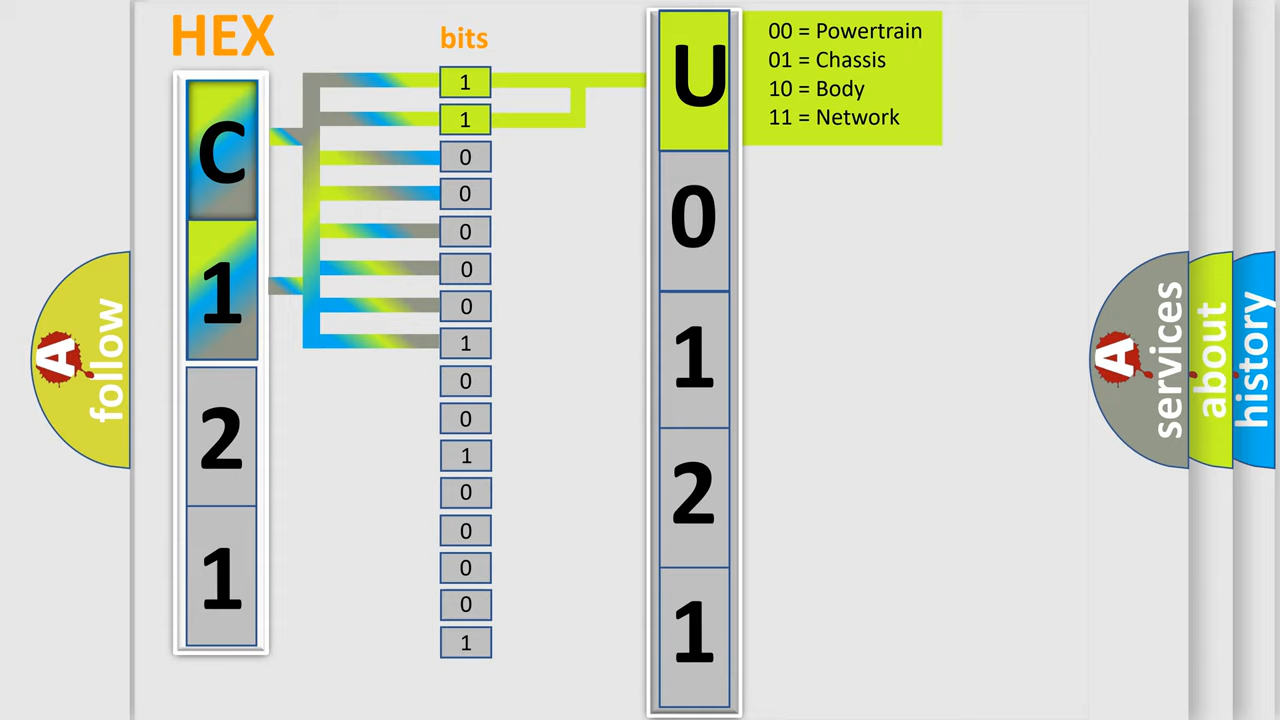 HEX
bits
C
1
2
1
1
1
0
0
0
0
0
1
0
0
1
0
0
0
0
1
U
0
1
2
1
00 = Powertrain
01 = Chassis
10 = Body
11 = Network
A
follow
A
services
about
history